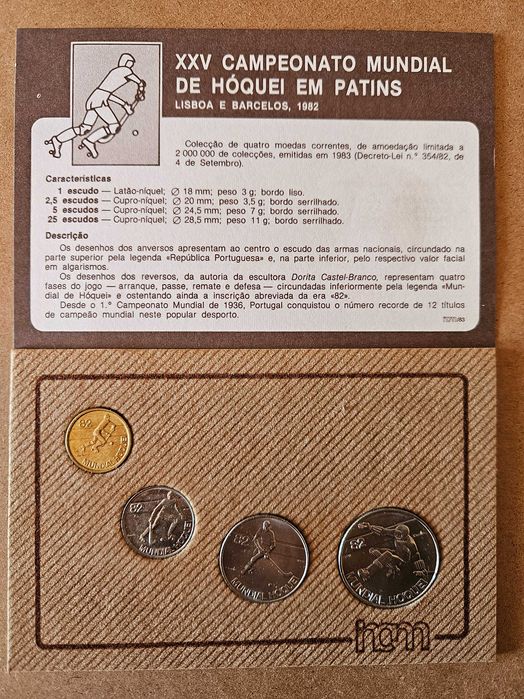 XXV CAMPEONATO MUNDIAL
DE HÓQUEI EM PATINS
LISBOA E BARCELOS, 1982
Colecção de quatro moedas correntes, de amoedação limitada a
2 000 000 de colecções, emitidas em 1983 (Decreto-Lei n.° 354/82, de
4 de Setembro).
Características
1 escudo — Latão-níquel; ∅ 18 mm; peso 3 g; bordo liso.
2,5 escudos — Cupro-níquel; ∅ 20 mm; peso 3,5 g; bordo serrilhado.
5 escudos — Cupro-níquel; ∅ 24,5 mm; peso 7 g; bordo serrilhado.
25 escudos — Cupro-níquel; ∅ 28,5 mm; peso 11 g; bordo serrilhado.
Descrição
Os desenhos dos anversos apresentam ao centro o escudo das armas nacionais, circundado na
parte superior pela legenda «República Portuguesa» e, na parte inferior, pelo respectivo valor facial
em algarismos.
Os desenhos dos reversos, da autoria da escultora Dorita Castel-Branco, representam quatro
fases do jogo — arranque, passe, remate e defesa — circundadas inferiormente pela legenda «Mun-
dial de Hóquei» e ostentando ainda a inscrição abreviada da era «82».
Desde o 1.° Campeonato Mundial de 1936, Portugal conquistou o número recorde de 12 títulos
de campeão mundial neste popular desporto.
incm/83
82
MUNDIAL HÓQUEI
82
MUNDIAL HÓQUEI
82
MUNDIAL HÓQUEI
82
MUNDIAL HÓQUEI
incm